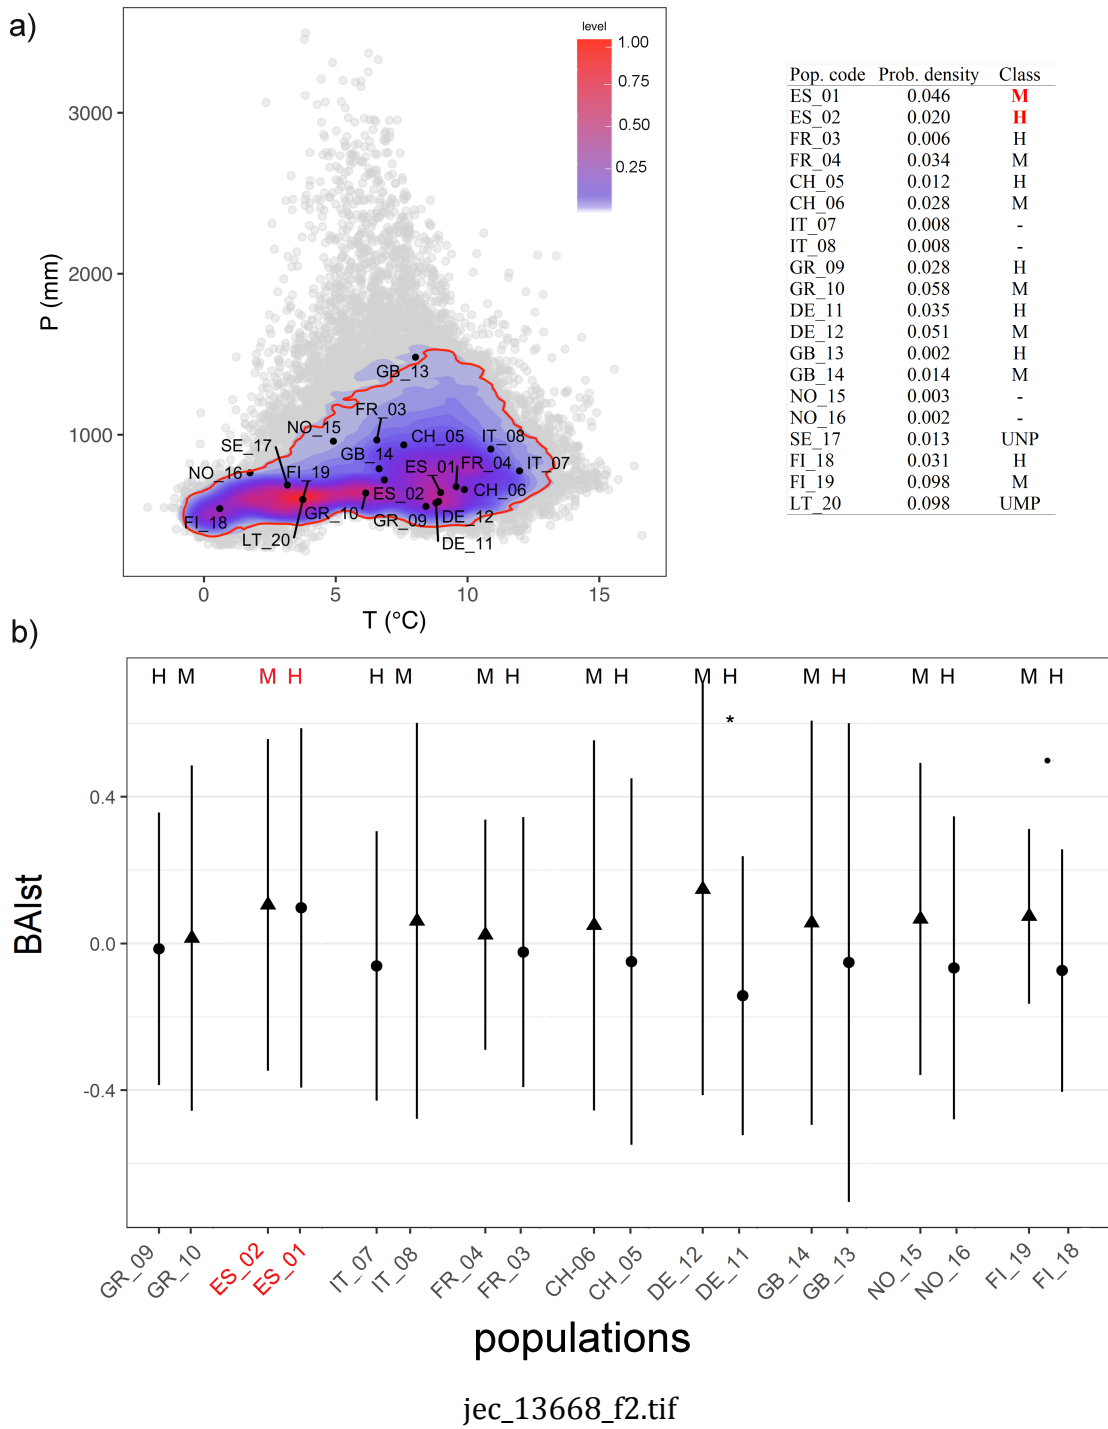 a)
level
1.00
0.75
0.50
0.25
3000
2000
1000
P (mm)
GB_13
FR_03
NO_15
CH_05
IT_08
SE_17
GB_14
ES_01
FR_04
IT_07
NO_16
FI_19
ES_02
CH_06
GR_10
GR_09
DE_12
FI_18
LT_20
DE_11
0 5 10 15
T (°C)
Pop. code Prob. density Class
ES_01 0.046 M
ES_02 0.020 H
FR_03 0.006 H
FR_04 0.034 M
CH_05 0.012 H
CH_06 0.028 M
IT_07 0.008 -
IT_08 0.008 -
GR_09 0.028 H
GR_10 0.058 M
DE_11 0.035 H
DE_12 0.051 M
GB_13 0.002 H
GB_14 0.014 M
NO_15 0.003 -
NO_16 0.002 -
SE_17 0.013 UNP
FI_18 0.031 H
FI_19 0.098 M
LT_20 0.098 UMP
b)
H M M H H M M H M H M H M H M H M H
*
0.4
0.0
-0.4
BAIst
GR_09 GR_10 ES_02 ES_01 IT_07 IT_08 FR_04 FR_03 CH-06 CH_05 DE_12 DE_11 GB_14 GB_13 NO_15 NO_16 FI_19 FI_18
populations
jec_13668_f2.tif